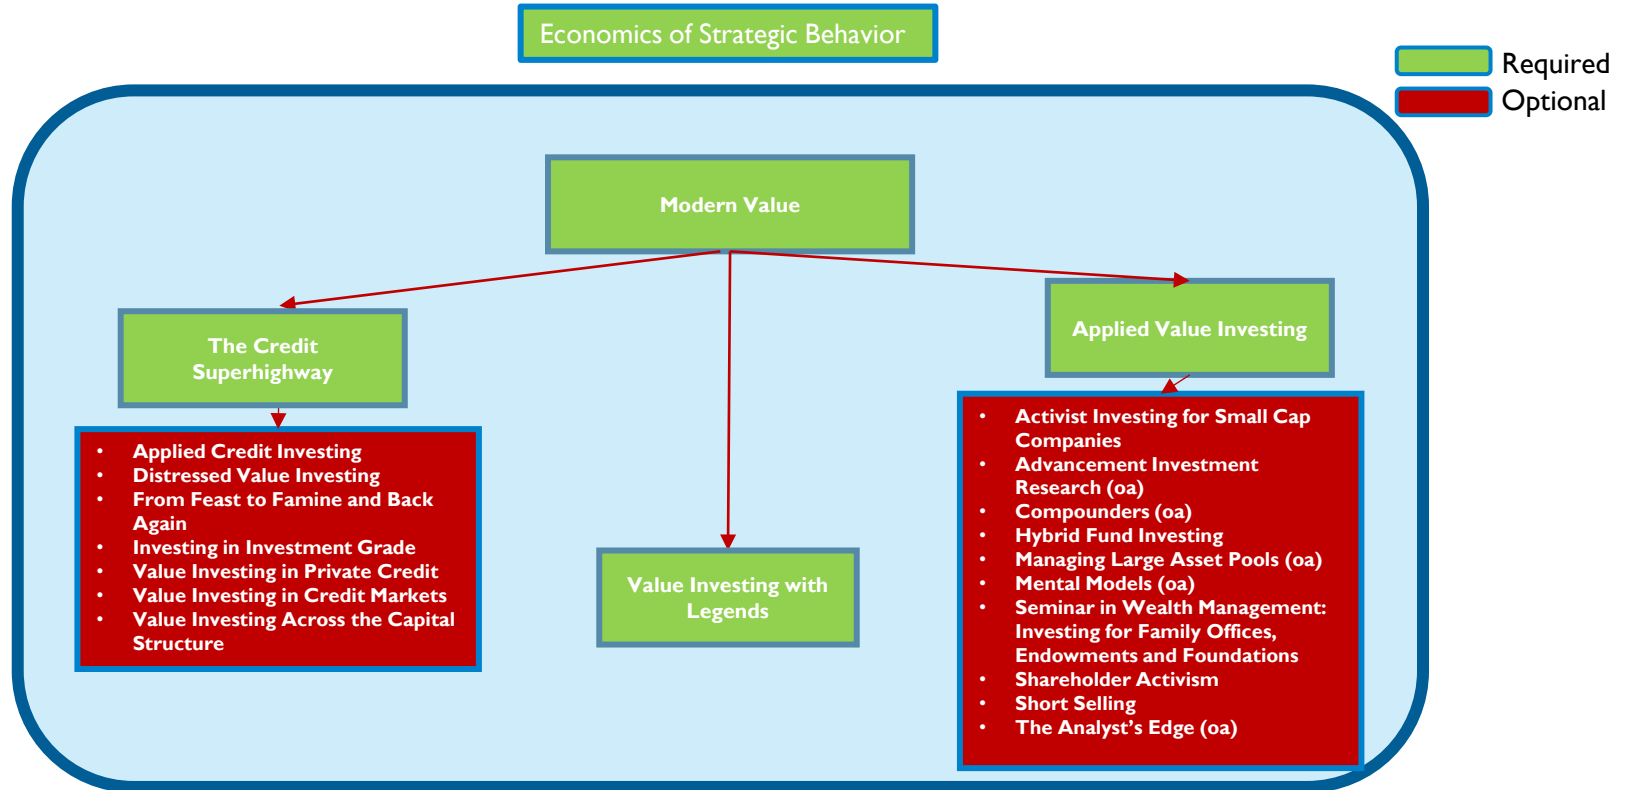 Economics of Strategic Behavior
Required
Optional
Modern Value
The Credit
Superhighway
• Applied Credit Investing
• Distressed Value Investing
• From Feast to Famine and Back
Again
• Investing in Investment Grade
• Value Investing in Private Credit
• Value Investing in Credit Markets
• Value Investing Across the Capital
Structure
Value Investing with
Legends
Applied Value Investing
• Activist Investing for Small Cap
Companies
• Advancement Investment
Research (oa)
• Compounders (oa)
• Hybrid Fund Investing
• Managing Large Asset Pools (oa)
• Mental Models (oa)
• Seminar in Wealth Management:
Investing for Family Offices,
Endowments and Foundations
• Shareholder Activism
• Short Selling
• The Analyst’s Edge (oa)